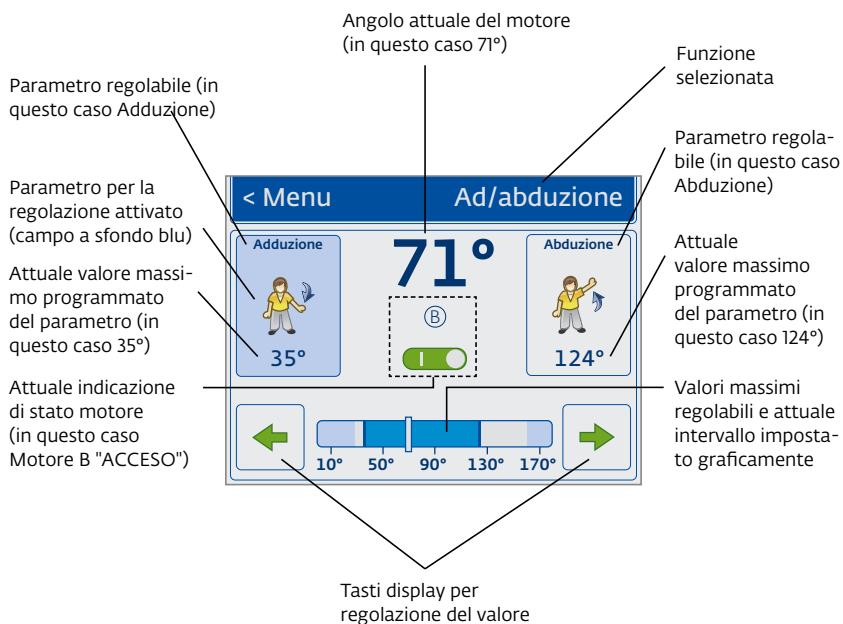 Angolo attuale del motore
(in questo caso 71°)
Funzione
selezionata
Parametro regolabile (in
questo caso Adduzione)
Parametro regola-
bile (in questo caso
Abduzione)
Parametro per la
regolazione attivato
(campo a sfondo blu)
Attuale valore massi-
mo programmato
del parametro (in
questo caso 35°)
Attuale
valore massimo
programmato
del parametro (in
questo caso 124°)
Attuale indicazione
di stato motore
(in questo caso
Motore B "ACCESO")
Valori massimi
regolabili e attuale
intervallo imposta-
to graficamente
< Menu Ad/abduzione
Adduzione
35°
71°
B
Abduzione
124°
10° 50° 90° 130° 170°
Tasti display per
regolazione del valore